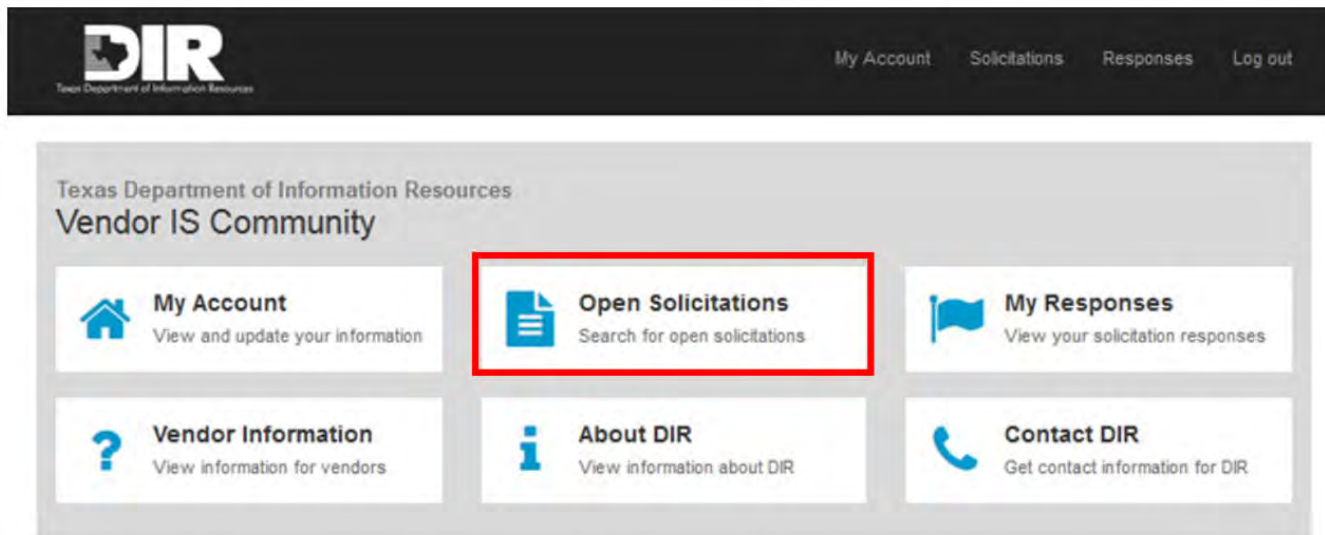 DIR
Texas Department of Information Resources
My Account Solicitations Responses Log out
Texas Department of Information Resources
Vendor IS Community
My Account
View and update your information
Open Solicitations
Search for open solicitations
My Responses
View your solicitation responses
Vendor Information
View information for vendors
About DIR
View information about DIR
Contact DIR
Get contact information for DIR